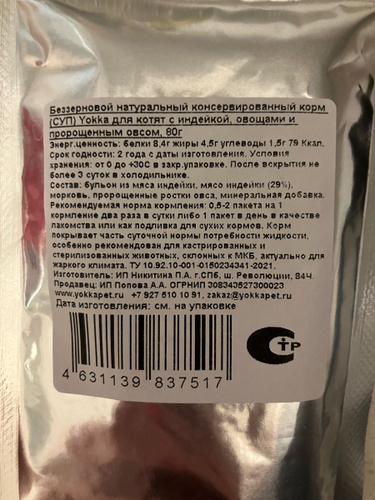 Беззерновой натуральный консервированный корм
(СУП) Yokka для котят с индейкой, овощами и
пророщенным овсом, 80г
Энерг.ценность: белки 8,4г жиры 4,5г углеводы 1,5г 79 Ккал.
Срок годности: 2 года с даты изготовления. Условия
хранения: от 0 до +30С в закр.упаковке. После вскрытия не
более 3 суток в холодильнике.
Состав: бульон из мяса индейки, мясо индейки (29%),
морковь, пророщенные ростки овса, минеральная добавка.
Рекомендуемая норма кормления: 0,5-2 пакета на 1
кормление два раза в сутки либо 1 пакет в день в качестве
лакомства или как подливка для сухих кормов. Корм
покрывает часть суточной нормы потребности жидкости,
особенно рекомендован для кастрированных и
стерилизованных животных, склонных к МКБ, актуально для
жаркого климата. ТУ 10.92.10-001-0150234341-2021.
Изготовитель: ИП Никитина П.А. г.СПб, ш. Революции, 84Ч.
Продавец: ИП Попова А.А. ОГРНИП 308343527300023
www.yokkapet.ru +7 927 510 10 91, zakaz@yokkapet.ru
Дата изготовления: см. на упаковке
СТР
4 631139 837517